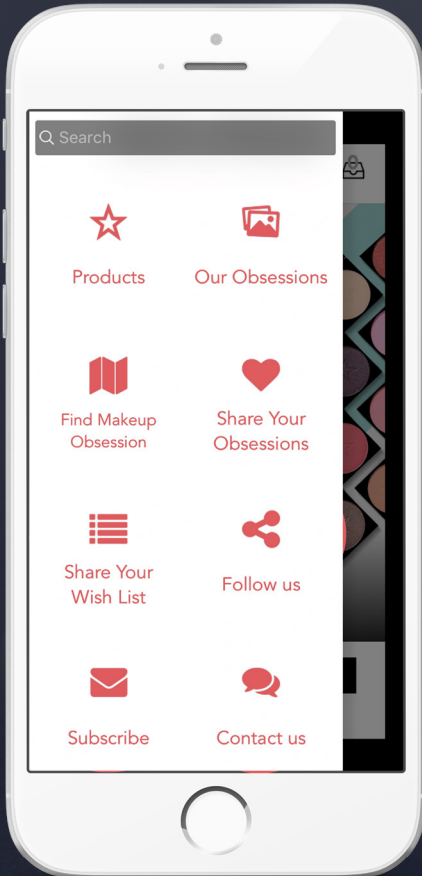 Search
Products
Our Obsessions
Find Makeup
Obsession
Share Your
Obsessions
Share Your
Wish List
Follow us
Subscribe
Contact us